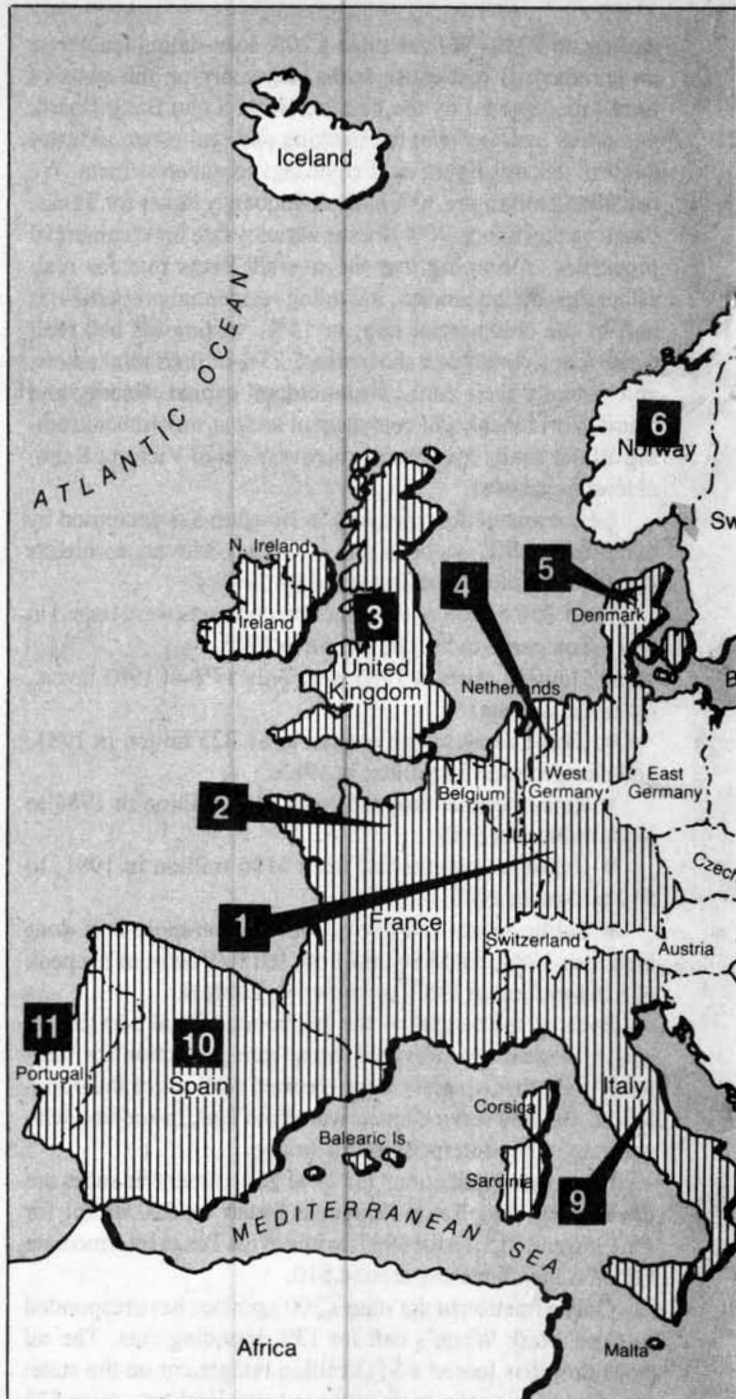 Iceland
ATLANTIC OCEAN
6
Norway
Sw
N. Ireland
Ireland
3
United
Kingdom
4
5
Denmark
B
Netherlands
2
Belgium
West
Germany
East
Germany
Czech
1
France
Switzerland
Austria
11
Portugal
10
Spain
Italy
Corsica
Balearic Is
Sardinia
9
MEDITERRANEAN SEA
Africa
Malta